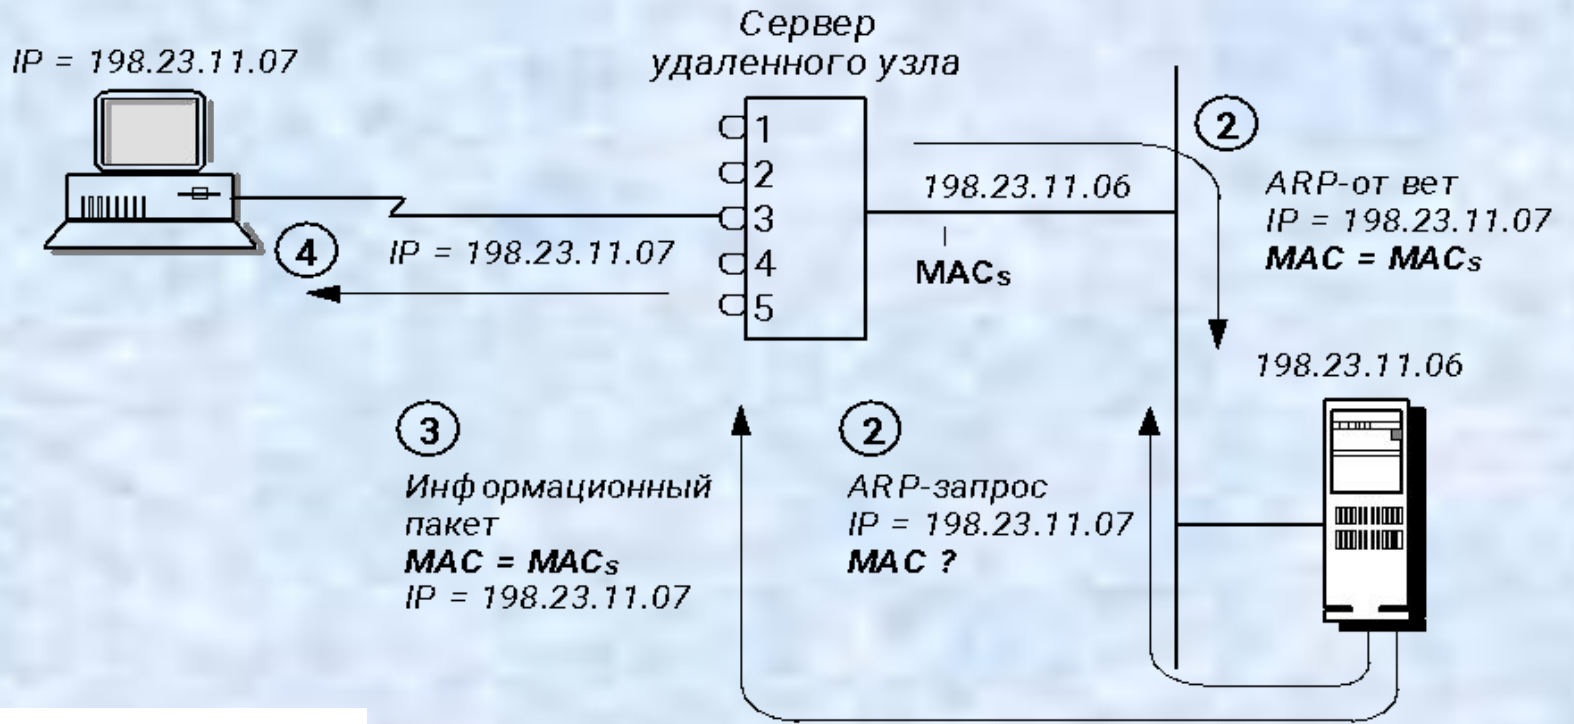 Сервер
удаленного узла
IP = 198.23.11.07
1
2
3
4
5
198.23.11.06
MACs
2
ARP-от вет
IP = 198.23.11.07
MAC = MACs
4
IP = 198.23.11.07
198.23.11.06
3
Информационный
пакет
MAC = MACs
IP = 198.23.11.07
2
ARP-запрос
IP = 198.23.11.07
MAC ?